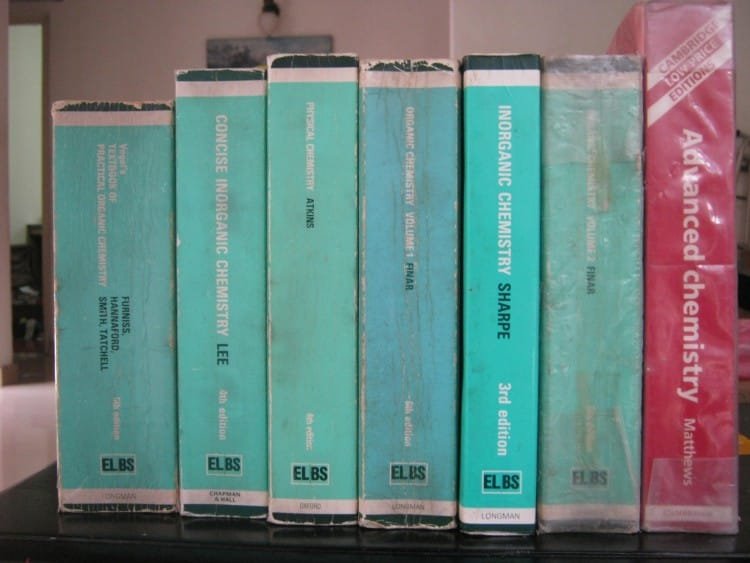 Vogel's
TEXTBOOK OF
PRACTICAL ORGANIC CHEMISTRY
FURNISS,
HANNAFORD,
SMITH, TATCHELL
5th edition
ELBS
LONGMAN
CONCISE INORGANIC CHEMISTRY LEE
4th edition
ELBS
CHAPMAN
& HALL
PHYSICAL CHEMISTRY ATKINS
4th edition
ELBS
OXFORD
ORGANIC CHEMISTRY VOLUME 1 FINAR
6th edition
ELBS
LONGMAN
INORGANIC CHEMISTRY SHARPE
3rd edition
ELBS
LONGMAN
ORGANIC CHEMISTRY VOLUME 2 FINAR
ELBS
CAMBRIDGE
LOW PRICE
EDITIONS
Advanced chemistry Matthews
CAMBRIDGE